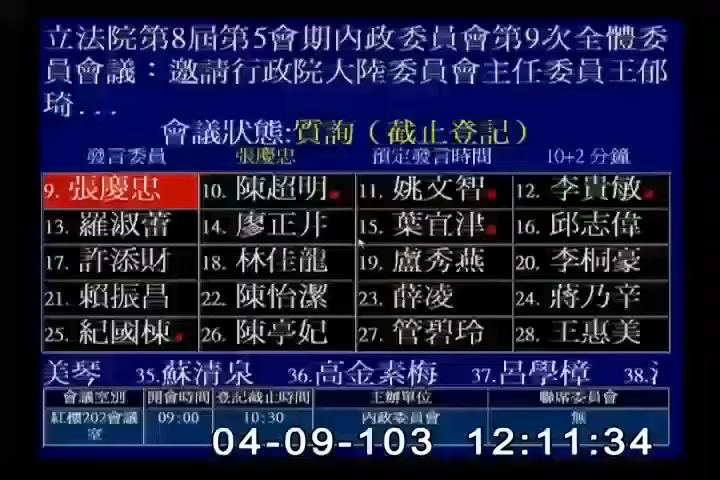 立法院第8屆第5會期內政委員會第9次全體委
員會議：邀請行政院大陸委員會主任委員王郁
琦...
會議狀態:質詢（截止登記）
發言委員 張慶忠 預定發言時間 10+2 分鐘
9. 張慶忠 10. 陳超明 11. 姚文智 12. 李貴敏
13. 羅淑蕾 14. 廖正井 15. 葉宜津 16. 邱志偉
17. 許添財 18. 林佳龍 19. 盧秀燕 20. 李桐豪
21. 賴振昌 22. 陳怡潔 23. 薛凌 24. 蔣乃辛
25. 紀國棟 26. 陳亭妃 27. 管碧玲 28. 王惠美
美琴 35.蘇清泉 36.高金素梅 37.呂學樟 38.
會議室別 開會時間 登記截止時間 主辦單位 聯席委員會
紅樓202會議室 09:00 10:30 內政委員會 無
04-09-103 12:11:34